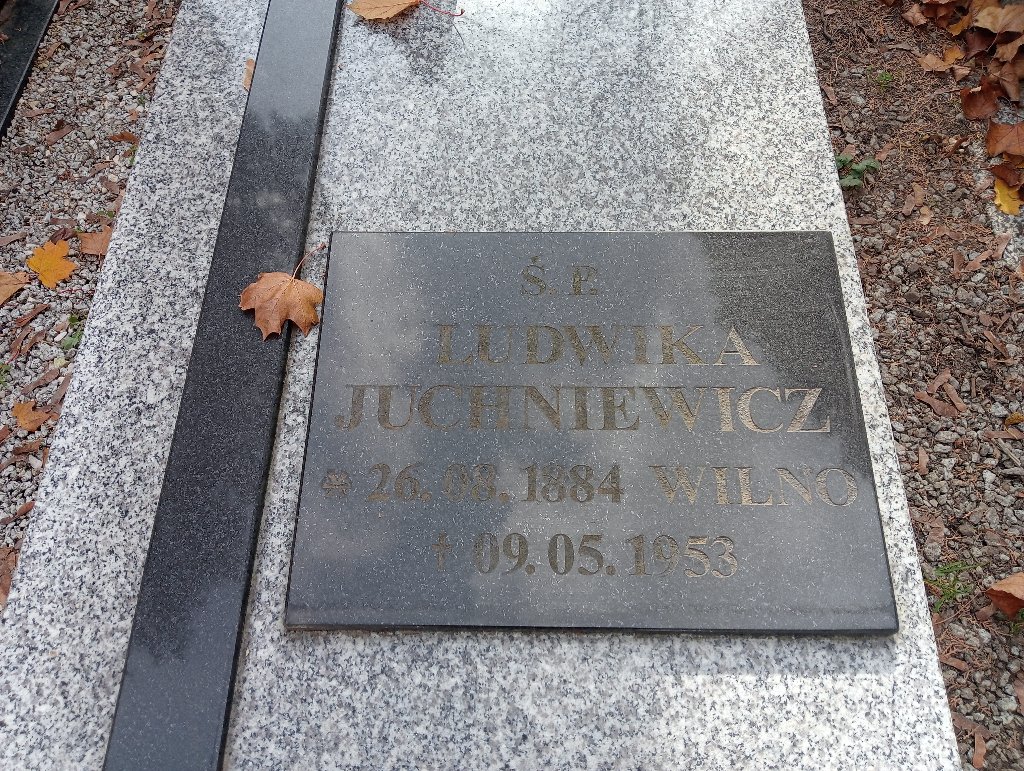 Ś. P.
LUDWIKA
JUCHNIEWICZ
* 26. 08. 1884 WILNO
† 09. 05. 1953